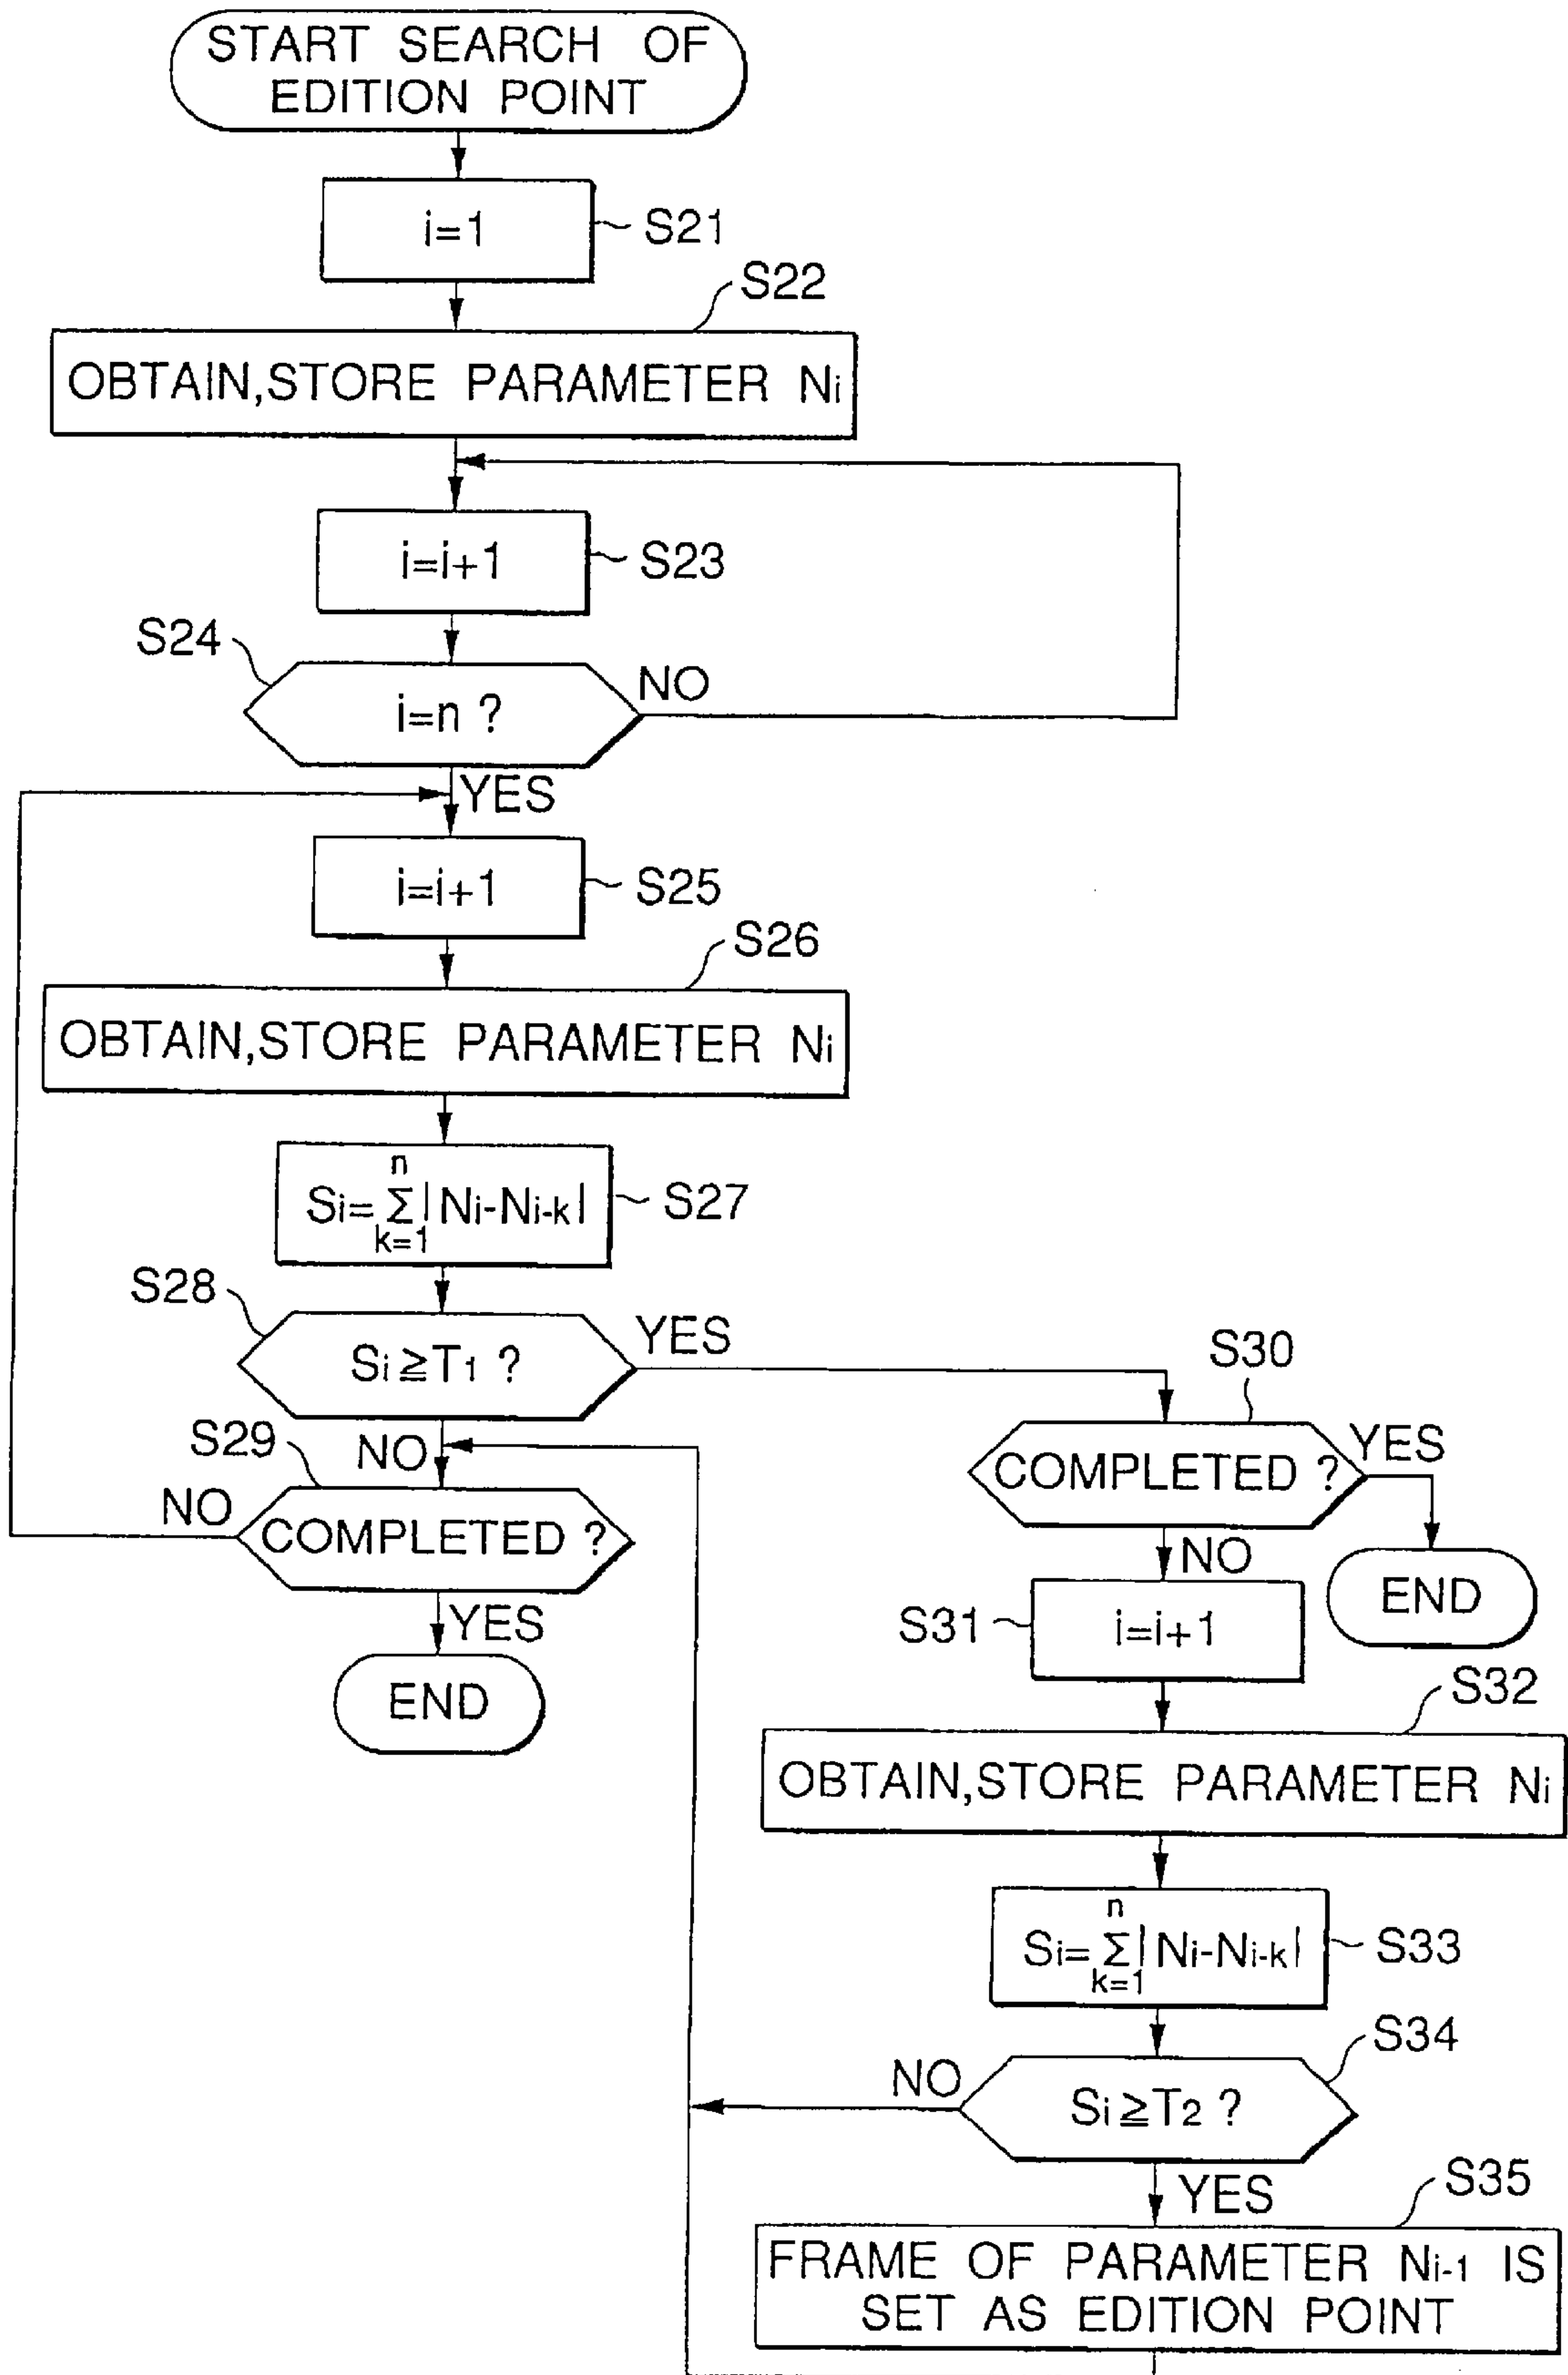 START SEARCH OF
EDITION POINT
i=1
S21
S22
OBTAIN,STORE PARAMETER Ni
i=i+1
S23
S24
i=n ?
NO
YES
i=i+1
S25
S26
OBTAIN,STORE PARAMETER Ni
n
Si=Σ|Ni-Ni-k|
k=1
S27
S28
Si≧T1 ?
YES
S30
S29
NO
COMPLETED ?
YES
NO
COMPLETED ?
NO
END
S31
i=i+1
YES
END
S32
OBTAIN,STORE PARAMETER Ni
n
Si=Σ|Ni-Ni-k|
k=1
S33
S34
NO
Si≧T2 ?
YES
S35
FRAME OF PARAMETER Ni-1 IS
SET AS EDITION POINT